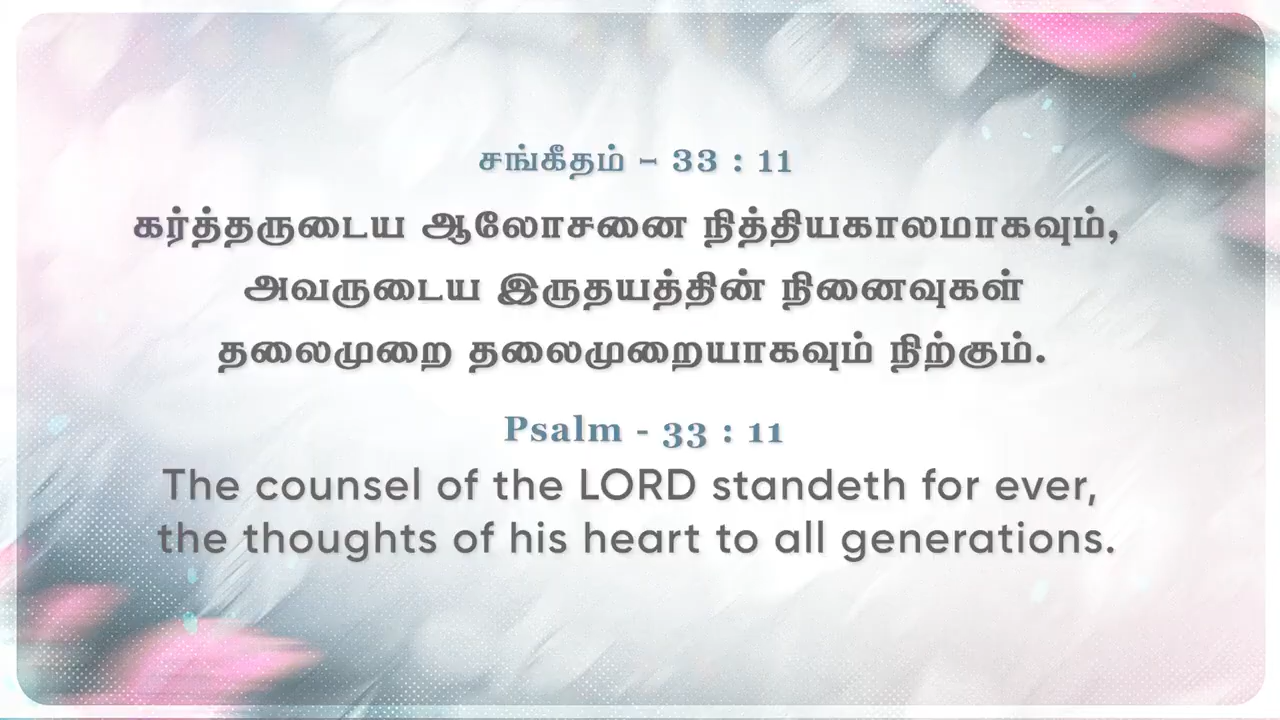 சங்கீதம் – 33 : 11
கர்த்தருடைய ஆலோசனை நித்தியகாலமாகவும்,
அவருடைய இருதயத்தின் நினைவுகள்
தலைமுறை தலைமுறையாகவும் நிற்கும்.
Psalm - 33 : 11
The counsel of the LORD standeth for ever,
the thoughts of his heart to all generations.